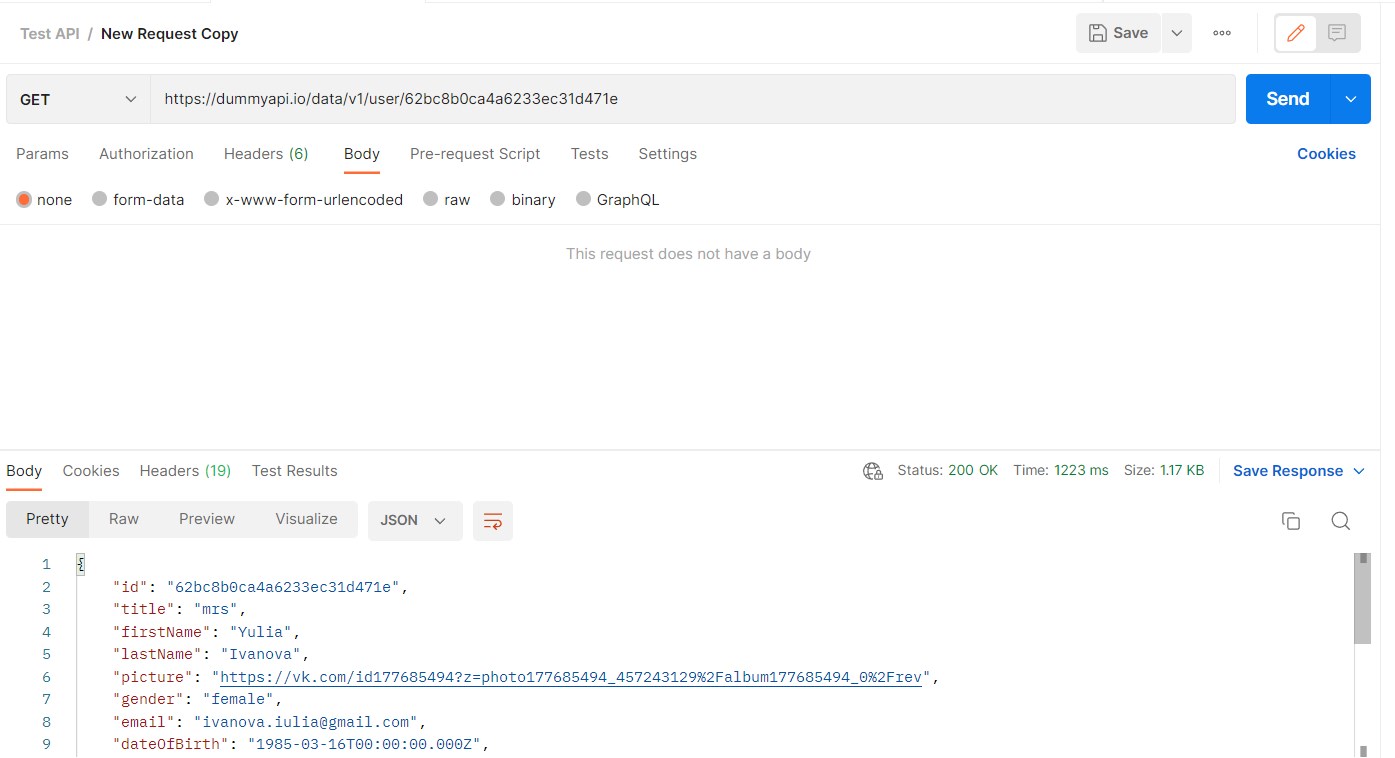 Test API / New Request Copy
Save
GET https://dummyapi.io/data/v1/user/62bc8b0ca4a6233ec31d471e Send
Params Authorization Headers (6) Body Pre-request Script Tests Settings Cookies
none form-data x-www-form-urlencoded raw binary GraphQL
This request does not have a body
Body Cookies Headers (19) Test Results Status: 200 OK Time: 1223 ms Size: 1.17 KB Save Response
Pretty Raw Preview Visualize JSON
1 {
2 "id": "62bc8b0ca4a6233ec31d471e",
3 "title": "mrs",
4 "firstName": "Yulia",
5 "lastName": "Ivanova",
6 "picture": "https://vk.com/id177685494?z=photo177685494_457243129%2Falbum177685494_0%2Frev",
7 "gender": "female",
8 "email": "ivanova.iulia@gmail.com",
9 "dateOfBirth": "1985-03-16T00:00:00.000Z",